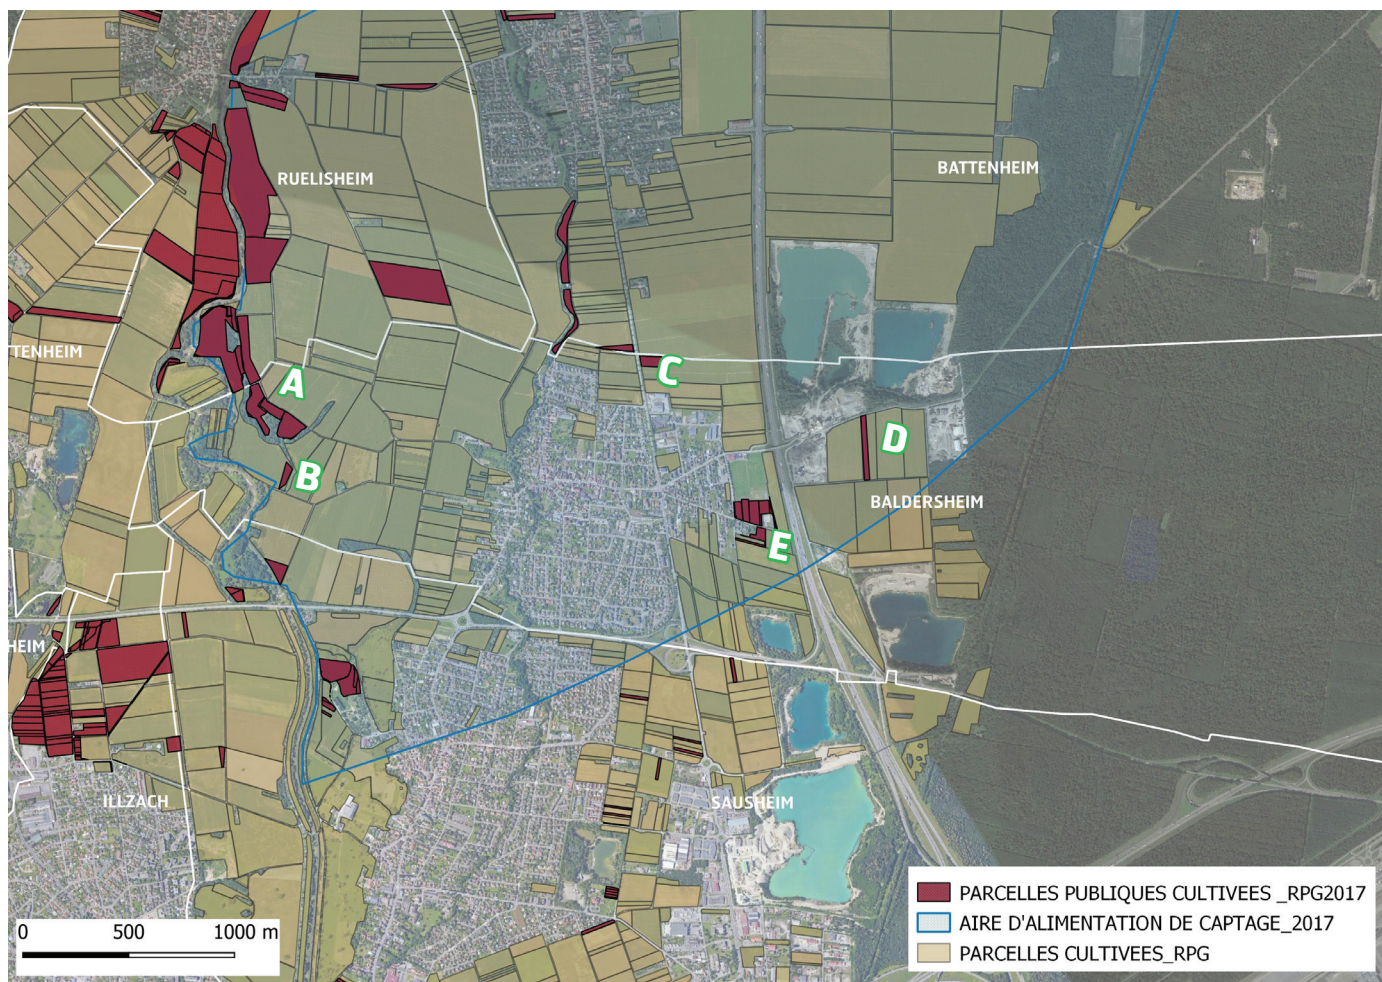 RUELISHEIM
BATTENHEIM
TENHEIM
A
C
B
D
BALDERSHEIM
E
HEIM
ILLZACH
SAUSHEIM
PARCELLES PUBLIQUES CULTIVEES _RPG2017
AIRE D'ALIMENTATION DE CAPTAGE_2017
PARCELLES CULTIVEES_RPG
0 500 1000 m